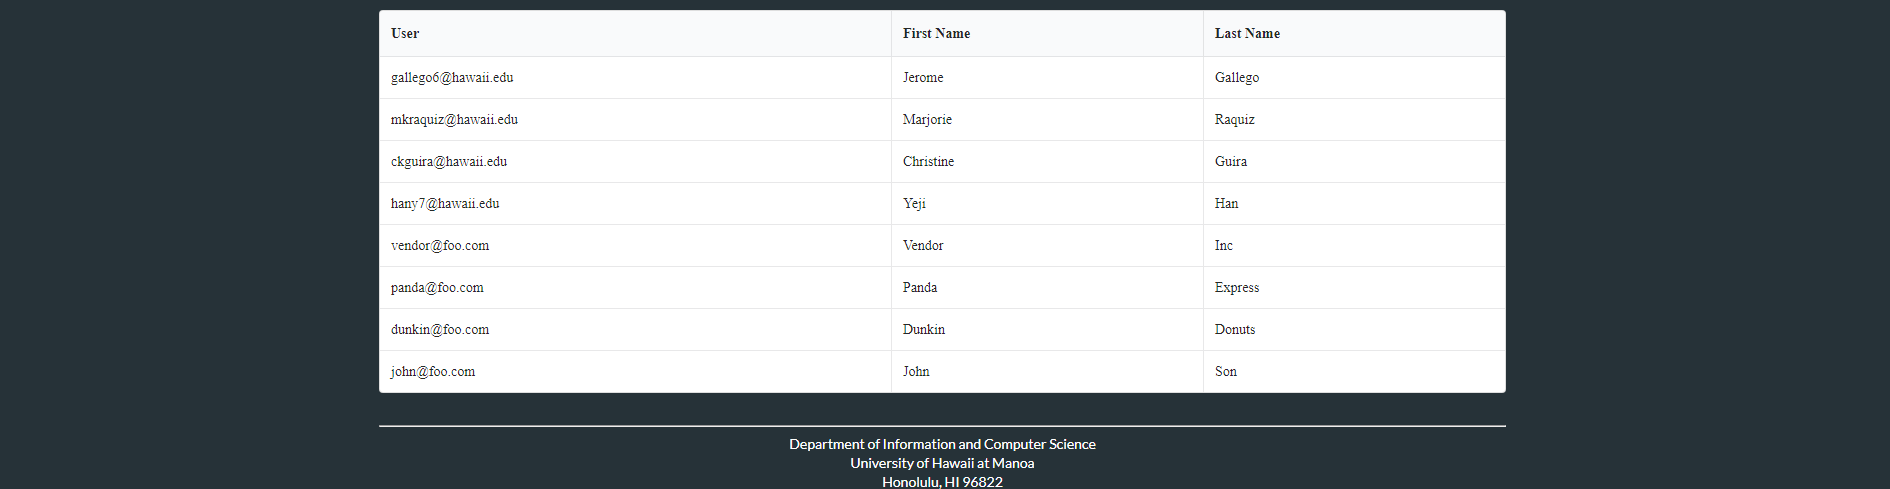 User First Name Last Name
gallego6@hawaii.edu Jerome Gallego
mkraquiz@hawaii.edu Marjorie Raquiz
ckguira@hawaii.edu Christine Guira
hany7@hawaii.edu Yeji Han
vendor@foo.com Vendor Inc
panda@foo.com Panda Express
dunkin@foo.com Dunkin Donuts
john@foo.com John Son
Department of Information and Computer Science
University of Hawaii at Manoa
Honolulu, HI 96822